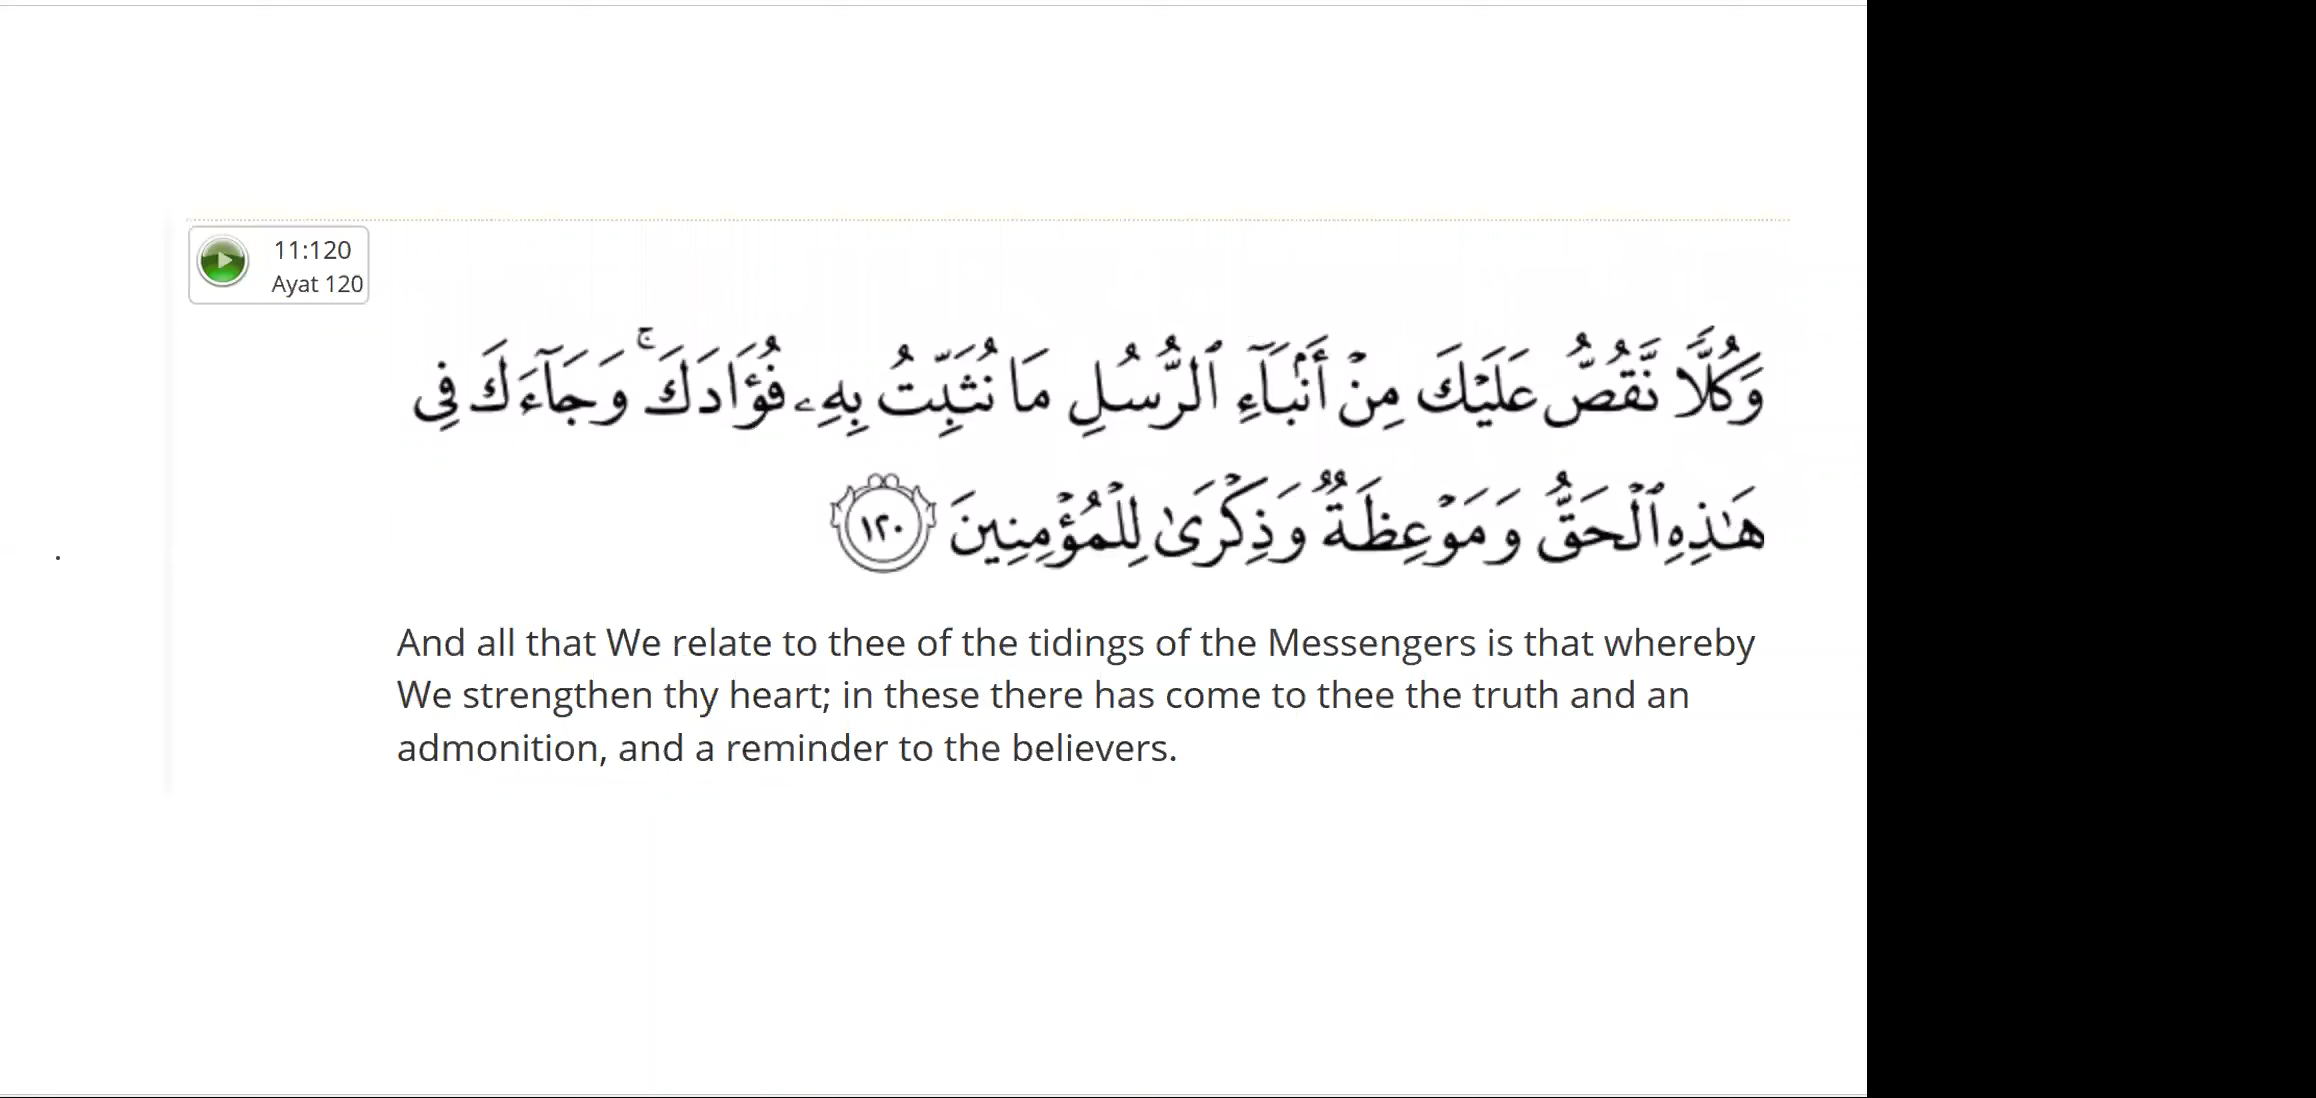 11:120
Ayat 120
وَكُلًّا نَّقُصُّ عَلَيْكَ مِنْ أَنۢبَآءِ ٱلرُّسُلِ مَا نُثَبِّتُ بِهِۦ فُؤَادَكَ ۚ وَجَآءَكَ فِى
هَـٰذِهِ ٱلْحَقُّ وَمَوْعِظَةٌ وَذِكْرَىٰ لِلْمُؤْمِنِينَ ١٢٠
And all that We relate to thee of the tidings of the Messengers is that whereby
We strengthen thy heart; in these there has come to thee the truth and an
admonition, and a reminder to the believers.